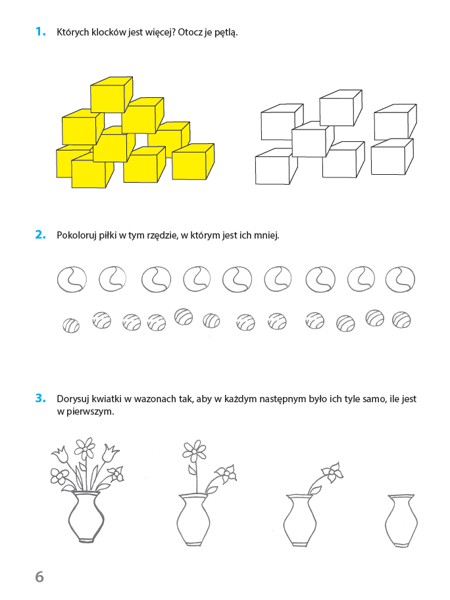 1. Których klocków jest więcej? Otocz je pętlą.
2. Pokoloruj piłki w tym rzędzie, w którym jest ich mniej.
3. Dorysuj kwiatki w wazonach tak, aby w każdym następnym było ich tyle samo, ile jest
w pierwszym.
6